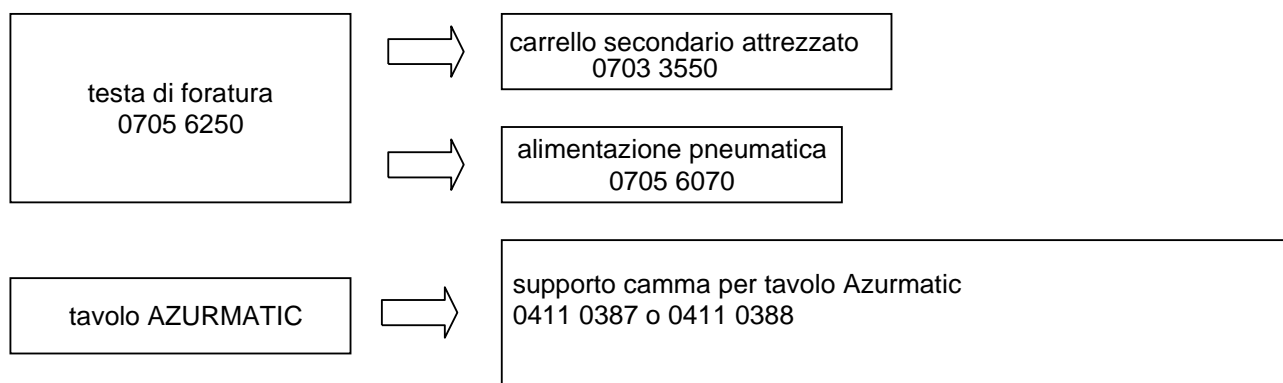 testa di foratura
0705 6250
carrello secondario attrezzato
0703 3550
alimentazione pneumatica
0705 6070
tavolo AZURMATIC
supporto camma per tavolo Azurmatic
0411 0387 o 0411 0388